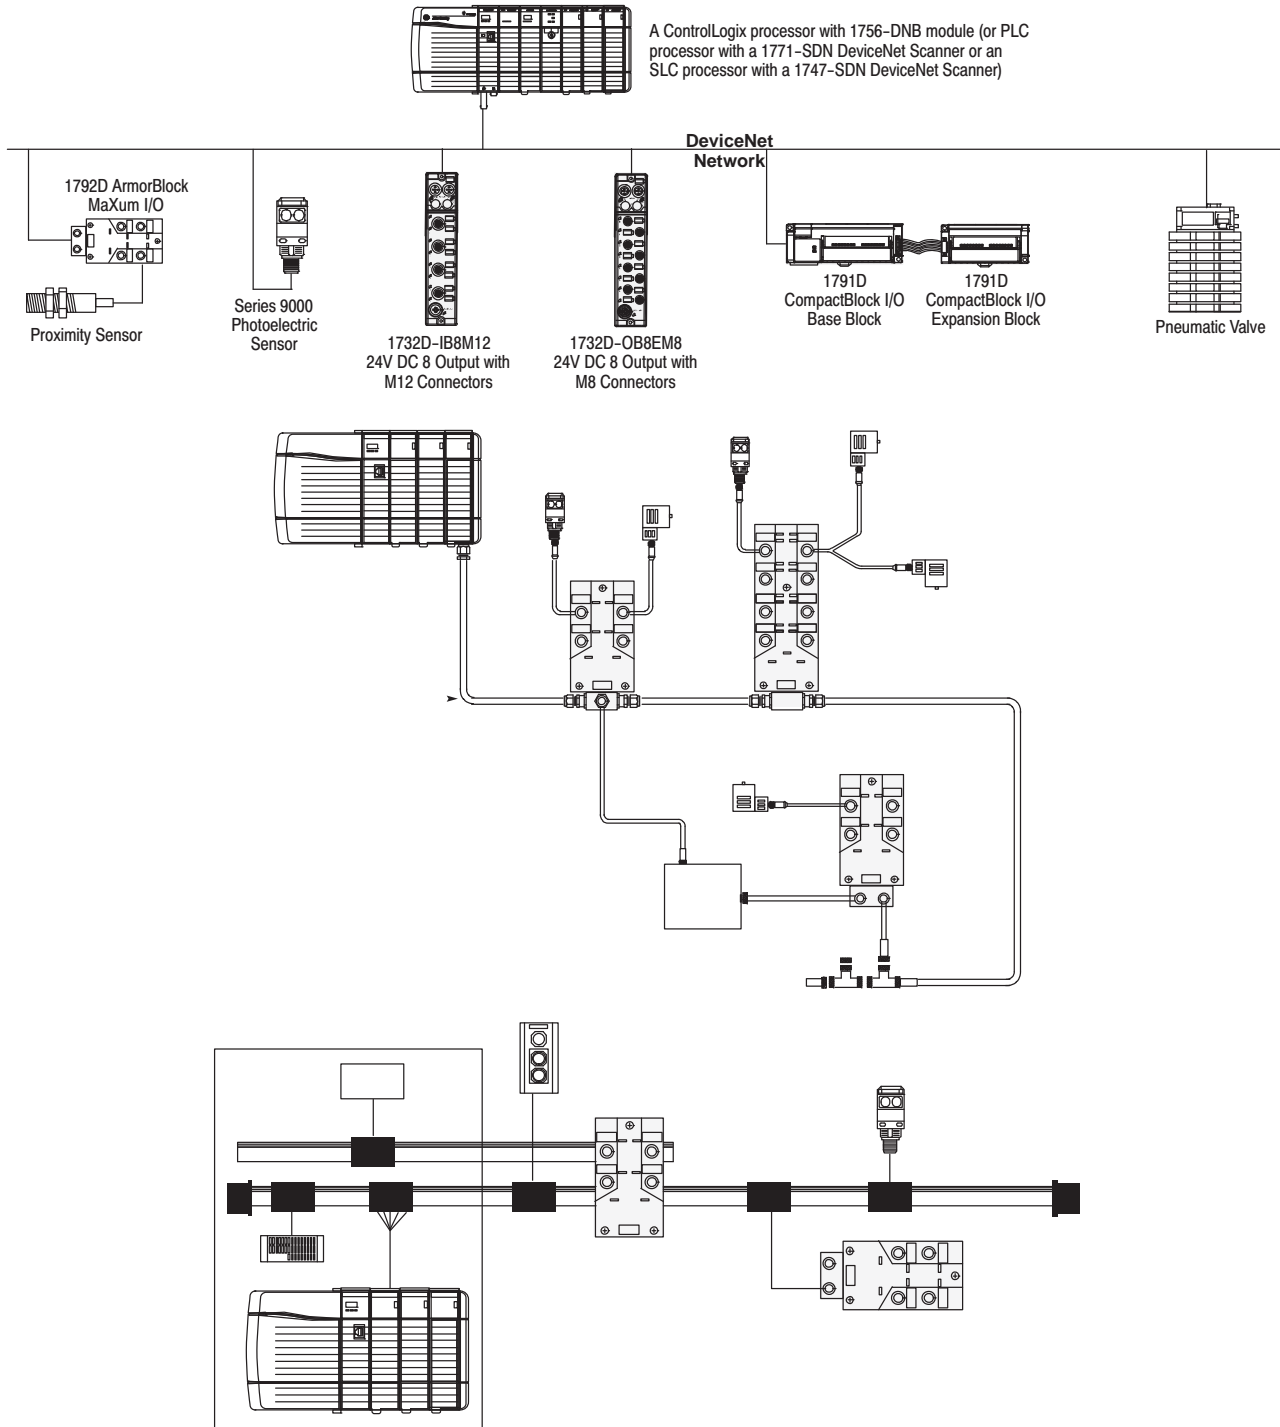 A ControlLogix processor with 1756-DNB module (or PLC
processor with a 1771-SDN DeviceNet Scanner or an
SLC processor with a 1747-SDN DeviceNet Scanner)
DeviceNet
Network
1792D ArmorBlock
MaXum I/O
Proximity Sensor
Series 9000
Photoelectric
Sensor
1732D-IB8M12
24V DC 8 Output with
M12 Connectors
1732D-OB8EM8
24V DC 8 Output with
M8 Connectors
1791D
CompactBlock I/O
Base Block
1791D
CompactBlock I/O
Expansion Block
Pneumatic Valve